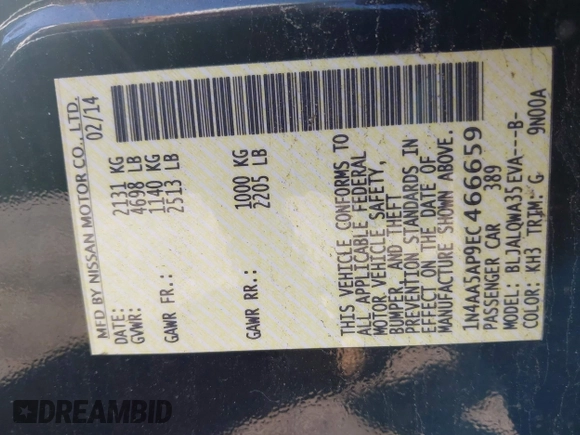 MFD BY NISSAN MOTOR CO., LTD.
DATE: 02/14
GVWR: 2131 KG
4698 LB
GAWR FR.: 1140 KG
2513 LB
GAWR RR.: 1000 KG
2205 LB
THIS VEHICLE CONFORMS TO
ALL APPLICABLE FEDERAL
MOTOR VEHICLE SAFETY,
BUMPER, AND THEFT
PREVENTION STANDARDS IN
EFFECT ON THE DATE OF
MANUFACTURE SHOWN ABOVE.
1N4AA5AP9EC466659
PASSENGER CAR 389
MODEL: BLJALQWA35EVA---B-
COLOR: KH3 TRIM: G 9N00A
DREAMBID